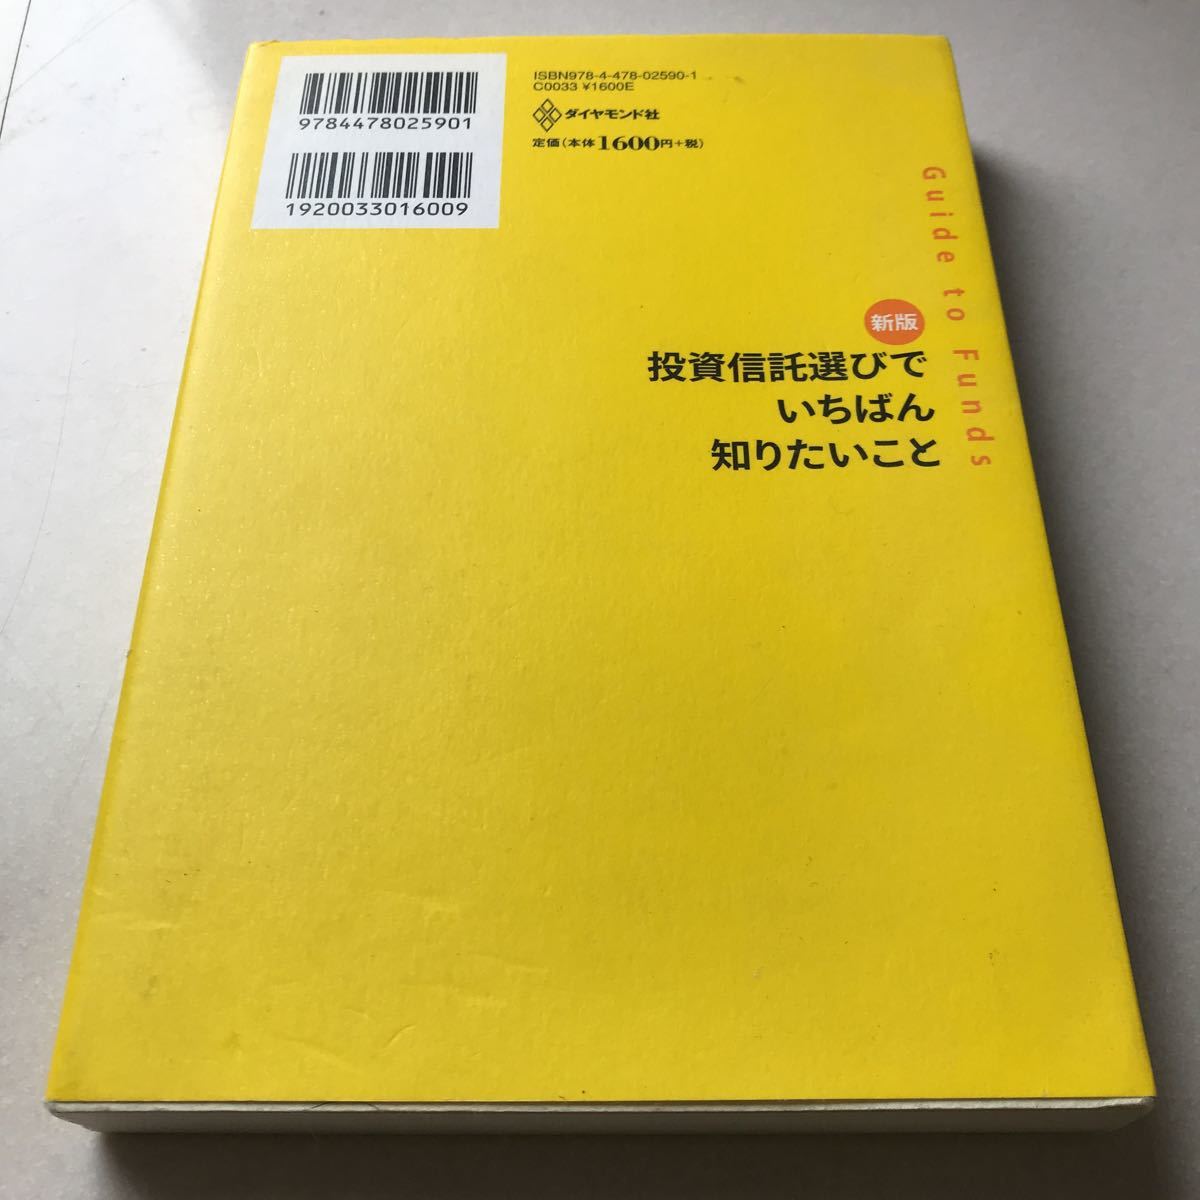 9784478025901
1920033016009
ISBN978-4-478-02590-1
C0033 ¥1600E
ダイヤモンド社
定価(本体1600円+税)
Guide to Funds
新版
投資信託選びで
いちばん
知りたいこと